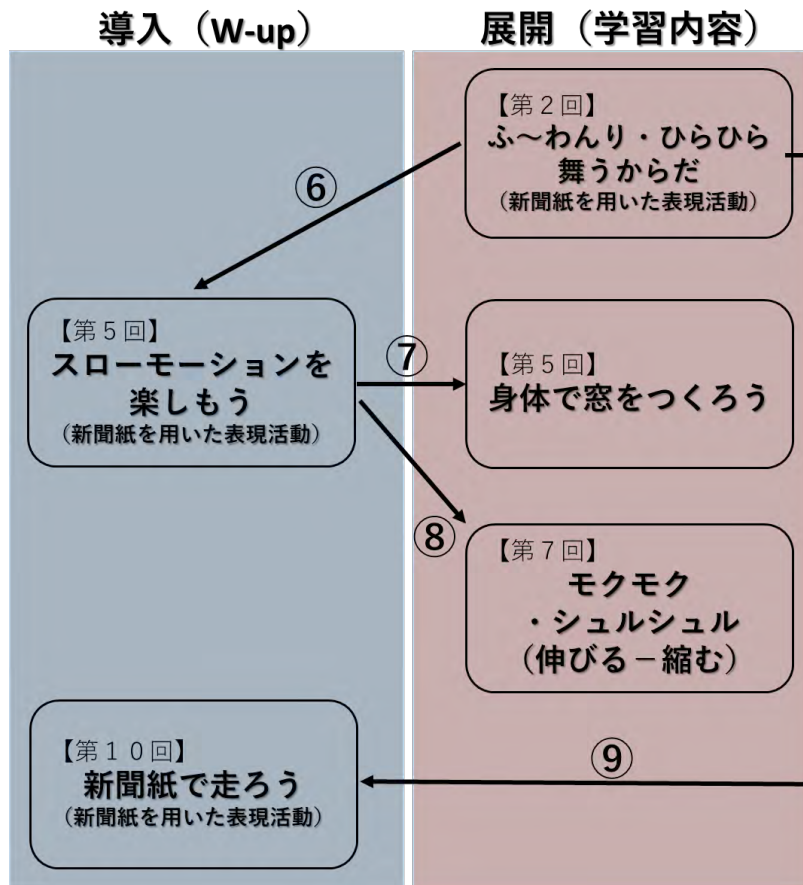 導入（W-up）
展開（学習内容）
【第２回】
ふ～わんり・ひらひら
舞うからだ
（新聞紙を用いた表現活動）
⑥
【第５回】
スローモーションを
楽しもう
（新聞紙を用いた表現活動）
⑦
【第５回】
身体で窓をつくろう
⑧
【第７回】
モクモク
・シュルシュル
（伸びる－縮む）
【第１０回】
新聞紙で走ろう
（新聞紙を用いた表現活動）
⑨